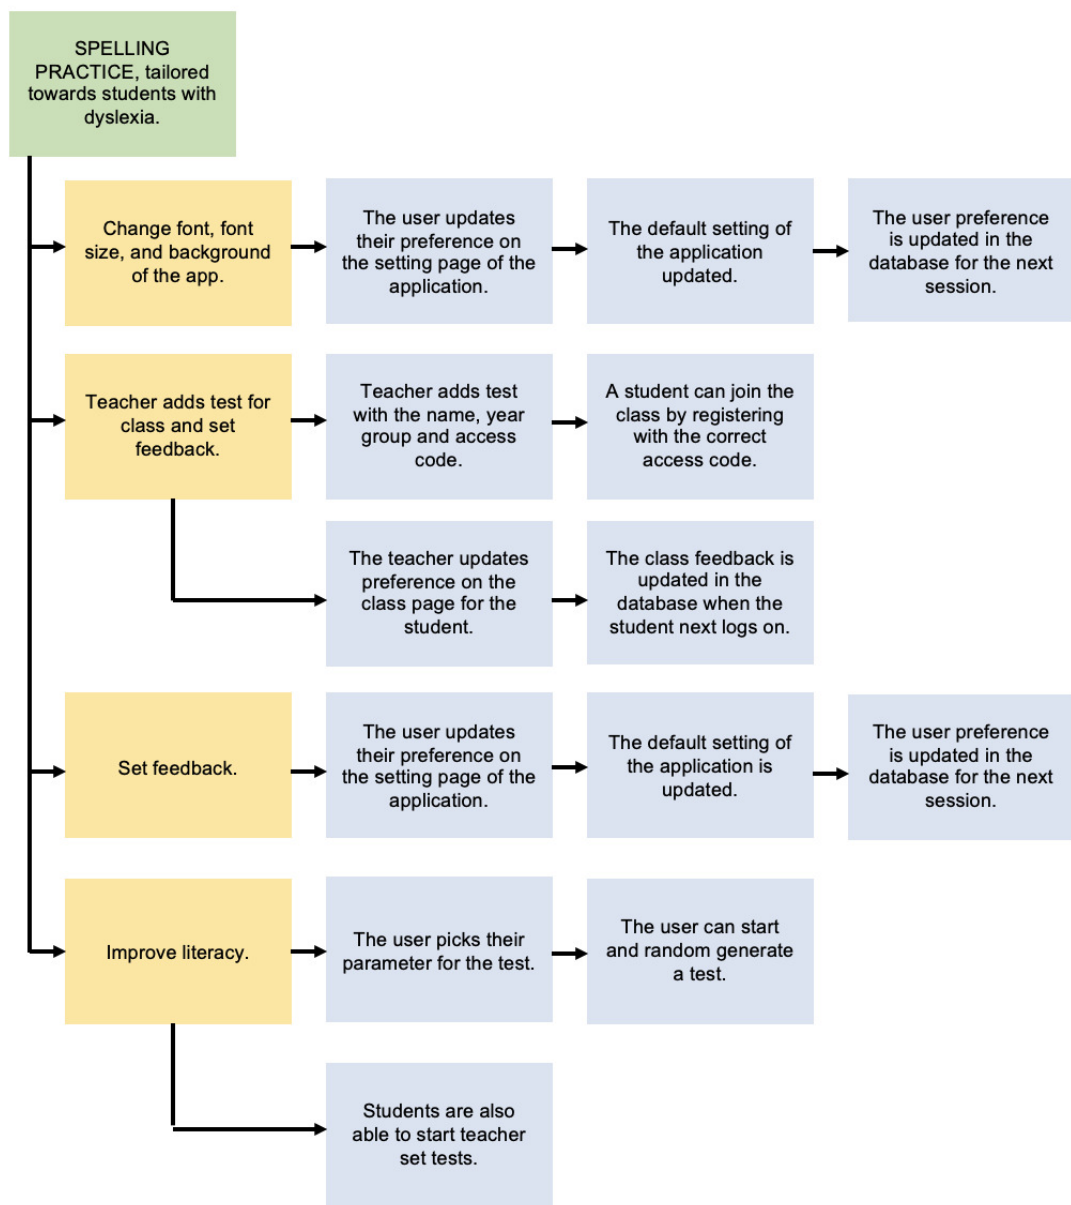 SPELLING
PRACTICE, tailored
towards students with
dyslexia.
Change font, font
size, and background
of the app.
The user updates
their preference on
the setting page of the
application.
The default setting of
the application
updated.
The user preference
is updated in the
database for the next
session.
Teacher adds test for
class and set
feedback.
Teacher adds test
with the name, year
group and access
code.
A student can join the
class by registering
with the correct
access code.
The teacher updates
preference on the
class page for the
student.
The class feedback is
updated in the
database when the
student next logs on.
Set feedback.
The user updates
their preference on
the setting page of the
application.
The default setting of
the application is
updated.
The user preference
is updated in the
database for the next
session.
Improve literacy.
The user picks their
parameter for the test.
The user can start
and random generate
a test.
Students are also
able to start teacher
set tests.